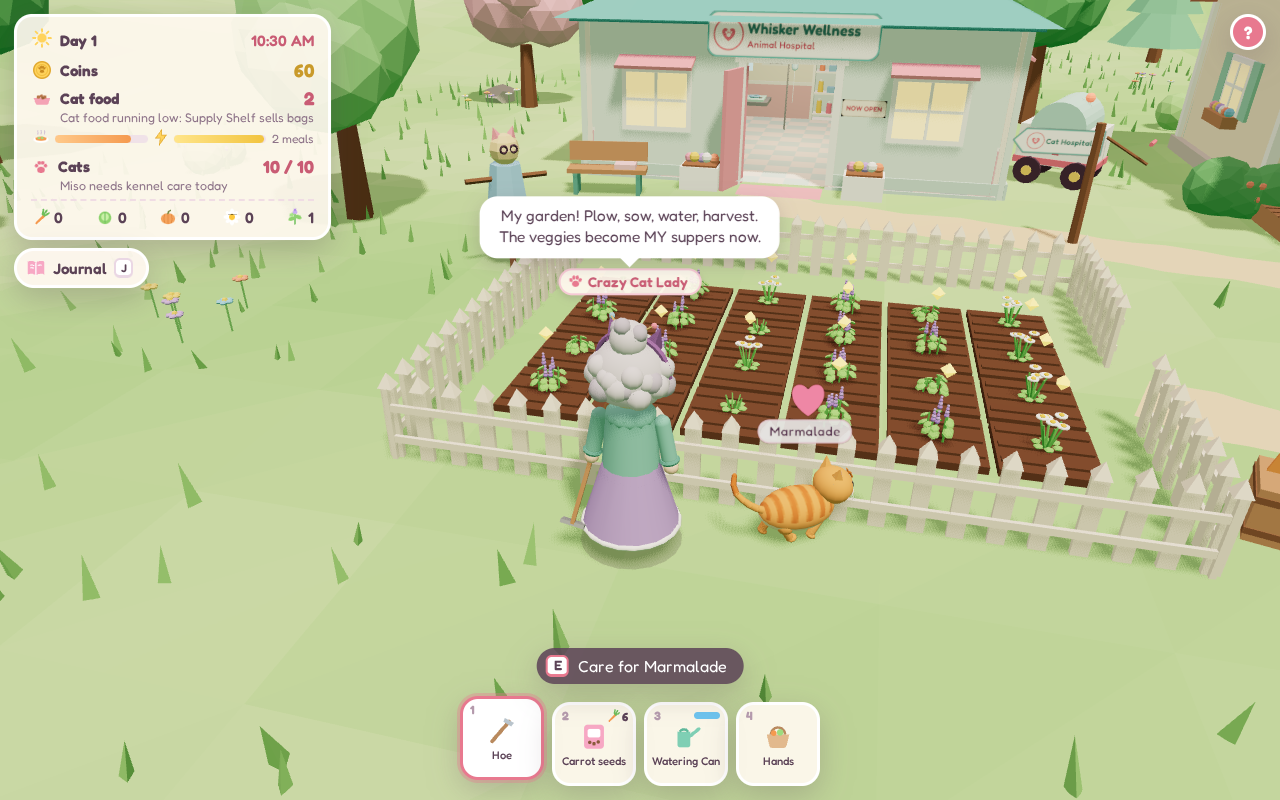 Day 1 10:30 AM
Coins 60
Cat food 2
Cat food running low: Supply Shelf sells bags
2 meals
Cats 10 / 10
Miso needs kennel care today
0 0 0 0 1
Journal J
?
Whisker Wellness
Animal Hospital
NOW OPEN
Cat Hospital
My garden! Plow, sow, water, harvest.
The veggies become MY suppers now.
Crazy Cat Lady
Marmalade
E Care for Marmalade
1
Hoe
2 6
Carrot seeds
3
Watering Can
4
Hands